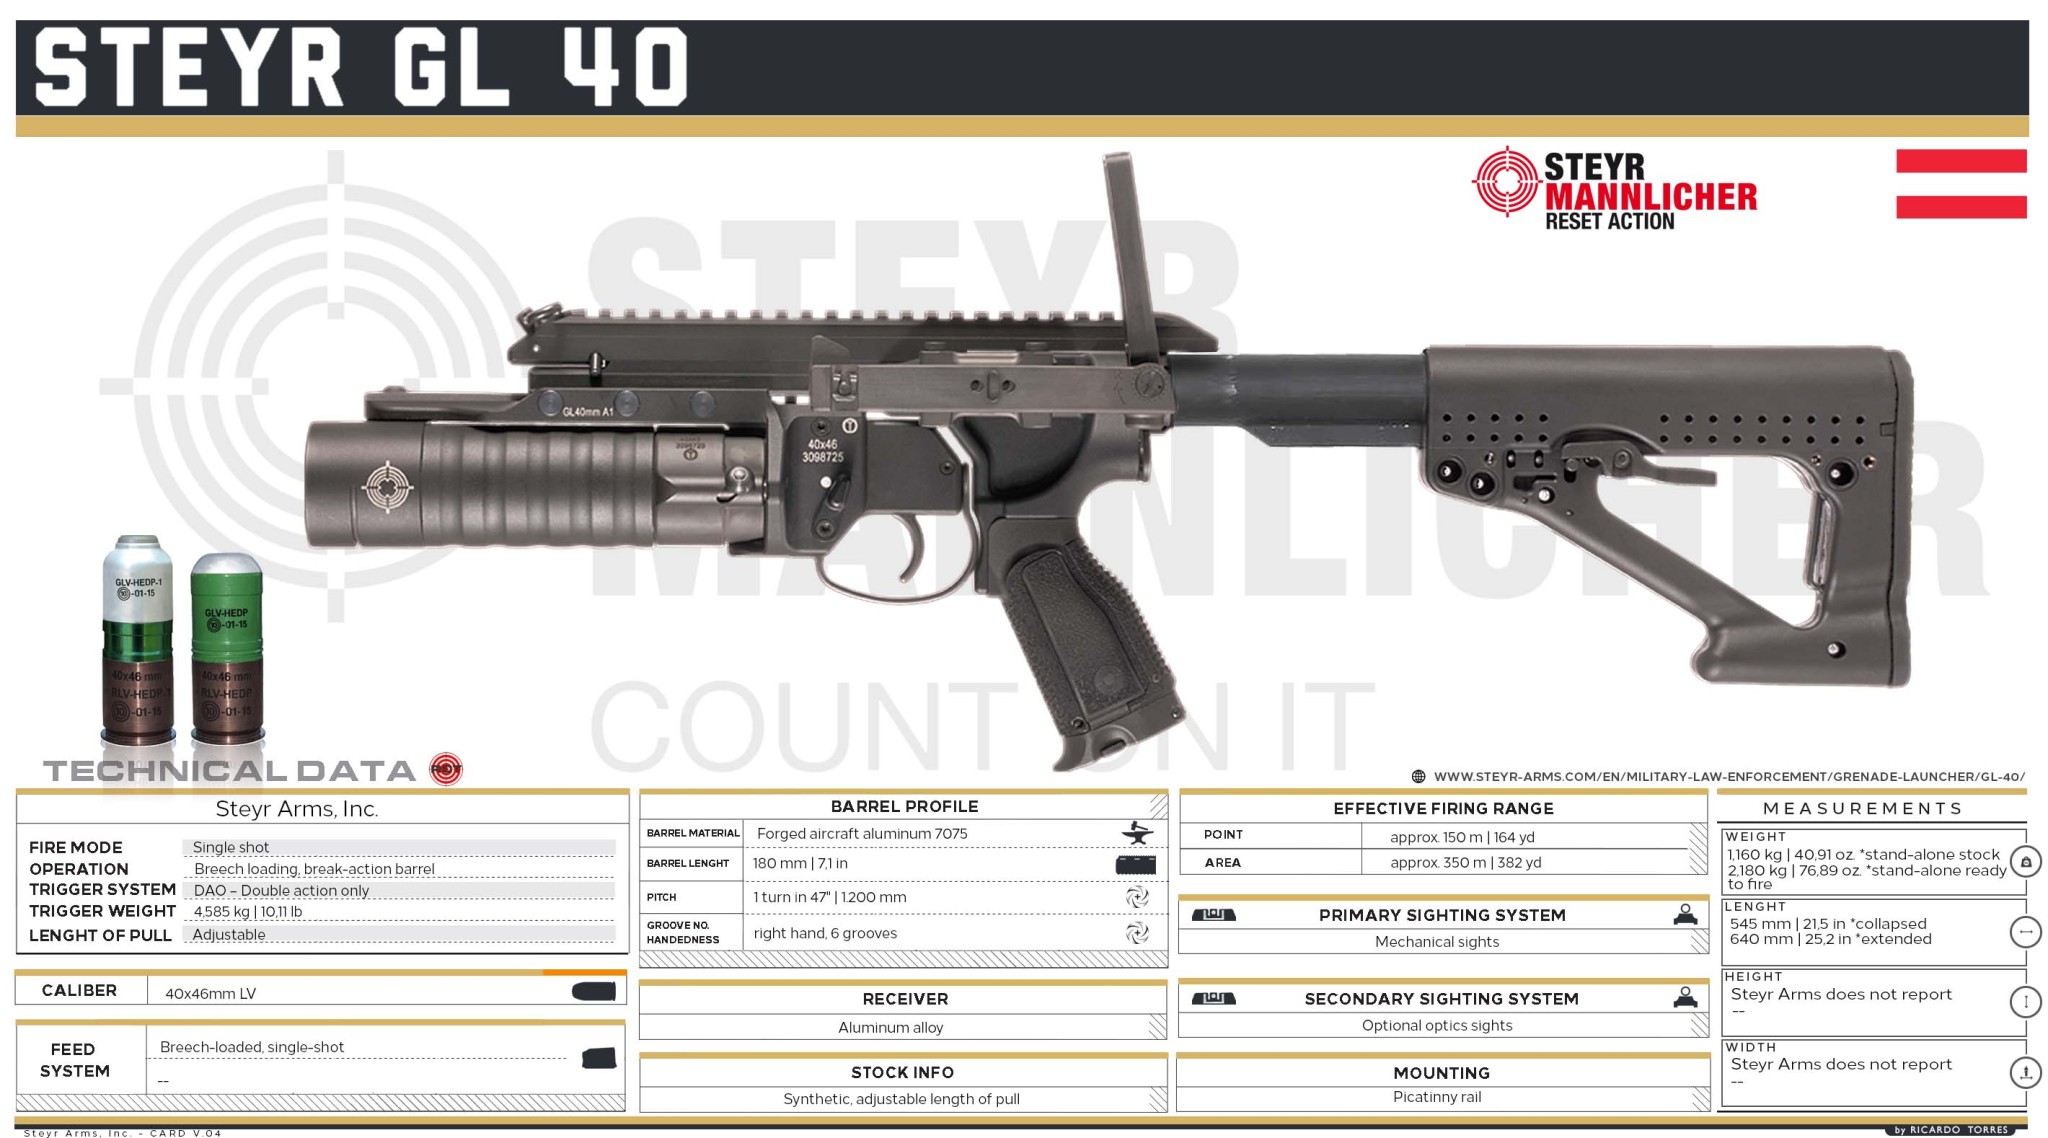 STEYR GL 40
STEYR
MANNLICHER
RESET ACTION
STEYR
MANNLICHER
COUNT ON IT
GL40mm A1
40x46
3098725
3098725
GLV-HEDP-1
-01-15
40x46 mm
RLV-HEDP-1
-01-15
GLV-HEDP
-01-15
40x46 mm
RLV-HEDP
-01-15
TECHNICAL DATA
WWW.STEYR-ARMS.COM/EN/MILITARY-LAW-ENFORCEMENT/GRENADE-LAUNCHER/GL-40/
Steyr Arms, Inc.
FIRE MODE Single shot
OPERATION Breech loading, break-action barrel
TRIGGER SYSTEM DAO – Double action only
TRIGGER WEIGHT 4,585 kg | 10,11 lb
LENGHT OF PULL Adjustable
CALIBER 40x46mm LV
FEED SYSTEM Breech-loaded, single-shot
--
BARREL PROFILE
BARREL MATERIAL Forged aircraft aluminum 7075
BARREL LENGHT 180 mm | 7,1 in
PITCH 1 turn in 47" | 1.200 mm
GROOVE NO.
HANDEDNESS right hand, 6 grooves
RECEIVER
Aluminum alloy
STOCK INFO
Synthetic, adjustable length of pull
EFFECTIVE FIRING RANGE
POINT approx. 150 m | 164 yd
AREA approx. 350 m | 382 yd
PRIMARY SIGHTING SYSTEM
Mechanical sights
SECONDARY SIGHTING SYSTEM
Optional optics sights
MOUNTING
Picatinny rail
MEASUREMENTS
WEIGHT
1,160 kg | 40,91 oz. *stand-alone stock
2,180 kg | 76,89 oz. *stand-alone ready
to fire
LENGHT
545 mm | 21,5 in *collapsed
640 mm | 25,2 in *extended
HEIGHT
Steyr Arms does not report
--
WIDTH
Steyr Arms does not report
--
Steyr Arms, Inc. - CARD V.04
by RICARDO TORRES